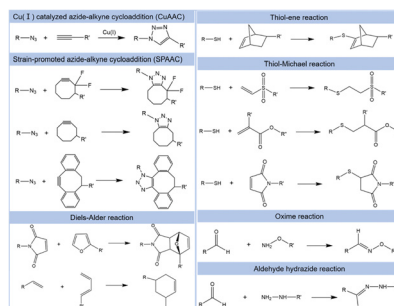 Cu(Ⅰ) catalyzed azide-alkyne cycloaddition (CuAAC)
R—N₃ + R' Cu(I) R N N N R'
Strain-promoted azide-alkyne cycloaddition (SPAAC)
R—N₃ + F F R' R N N N F F R'
R—N₃ + R' R N N N R'
R—N₃ + R' R N N N R'
Diels-Alder reaction
R—N O O + O R' R—N O O O R'
R + R' R R'
Thiol-ene reaction
R—SH + R' R S R'
Thiol-Michael reaction
R—SH + O S O R' R S O S O R'
R—SH + R' O O R R S R' O O R
R—SH + O N—R' O R S O N—R' O
Oxime reaction
R O H + NH₂ O R' R H N O R'
Aldehyde hydrazide reaction
R O H + NH₂—NH—R' R H N NH R'